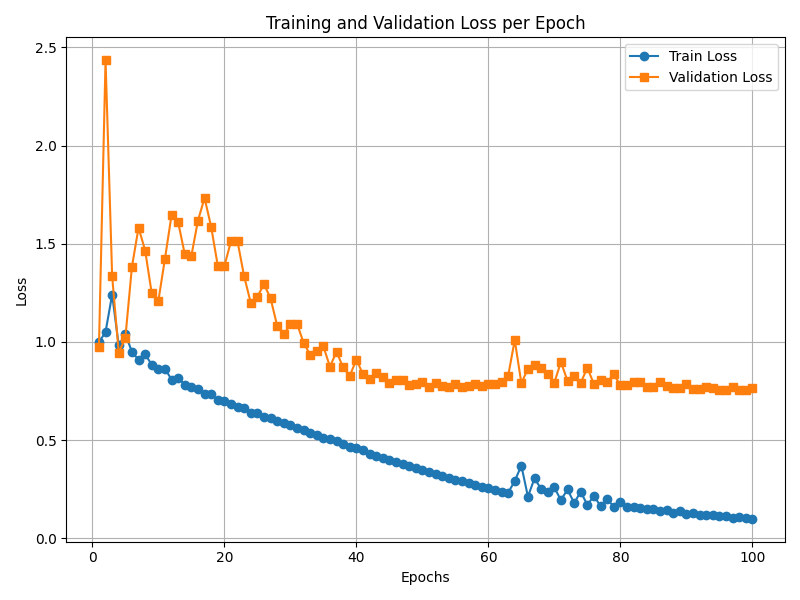 Training and Validation Loss per Epoch
Train Loss
Validation Loss
2.5
2.0
1.5
1.0
0.5
0.0
Loss
0 20 40 60 80 100
Epochs